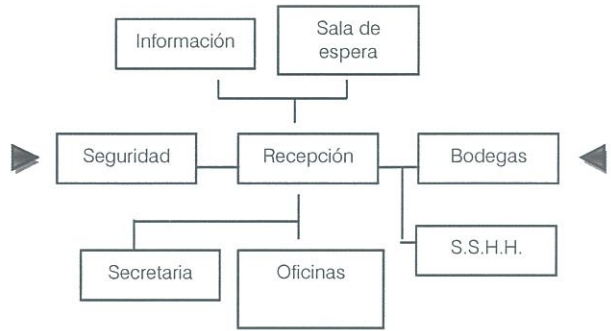 Información
Sala de
espera
Seguridad
Recepción
Bodegas
Secretaria
Oficinas
S.S.H.H.